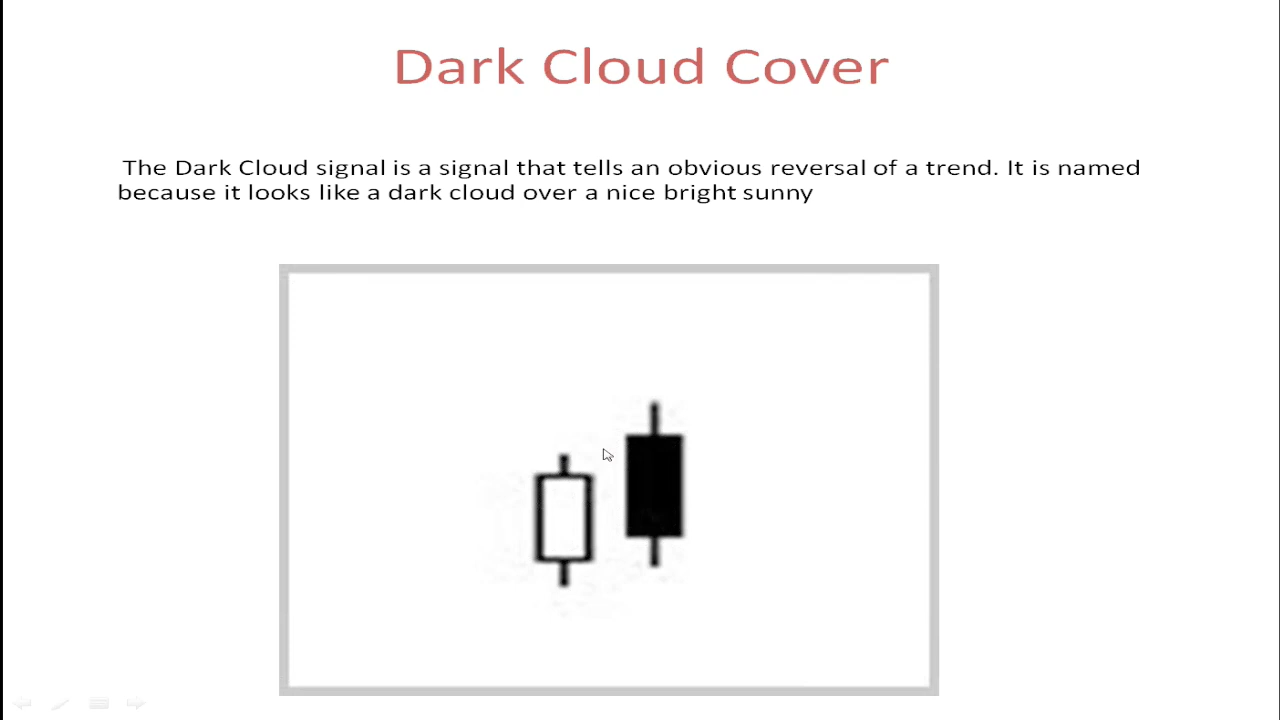 Dark Cloud Cover
The Dark Cloud signal is a signal that tells an obvious reversal of a trend. It is named
because it looks like a dark cloud over a nice bright sunny